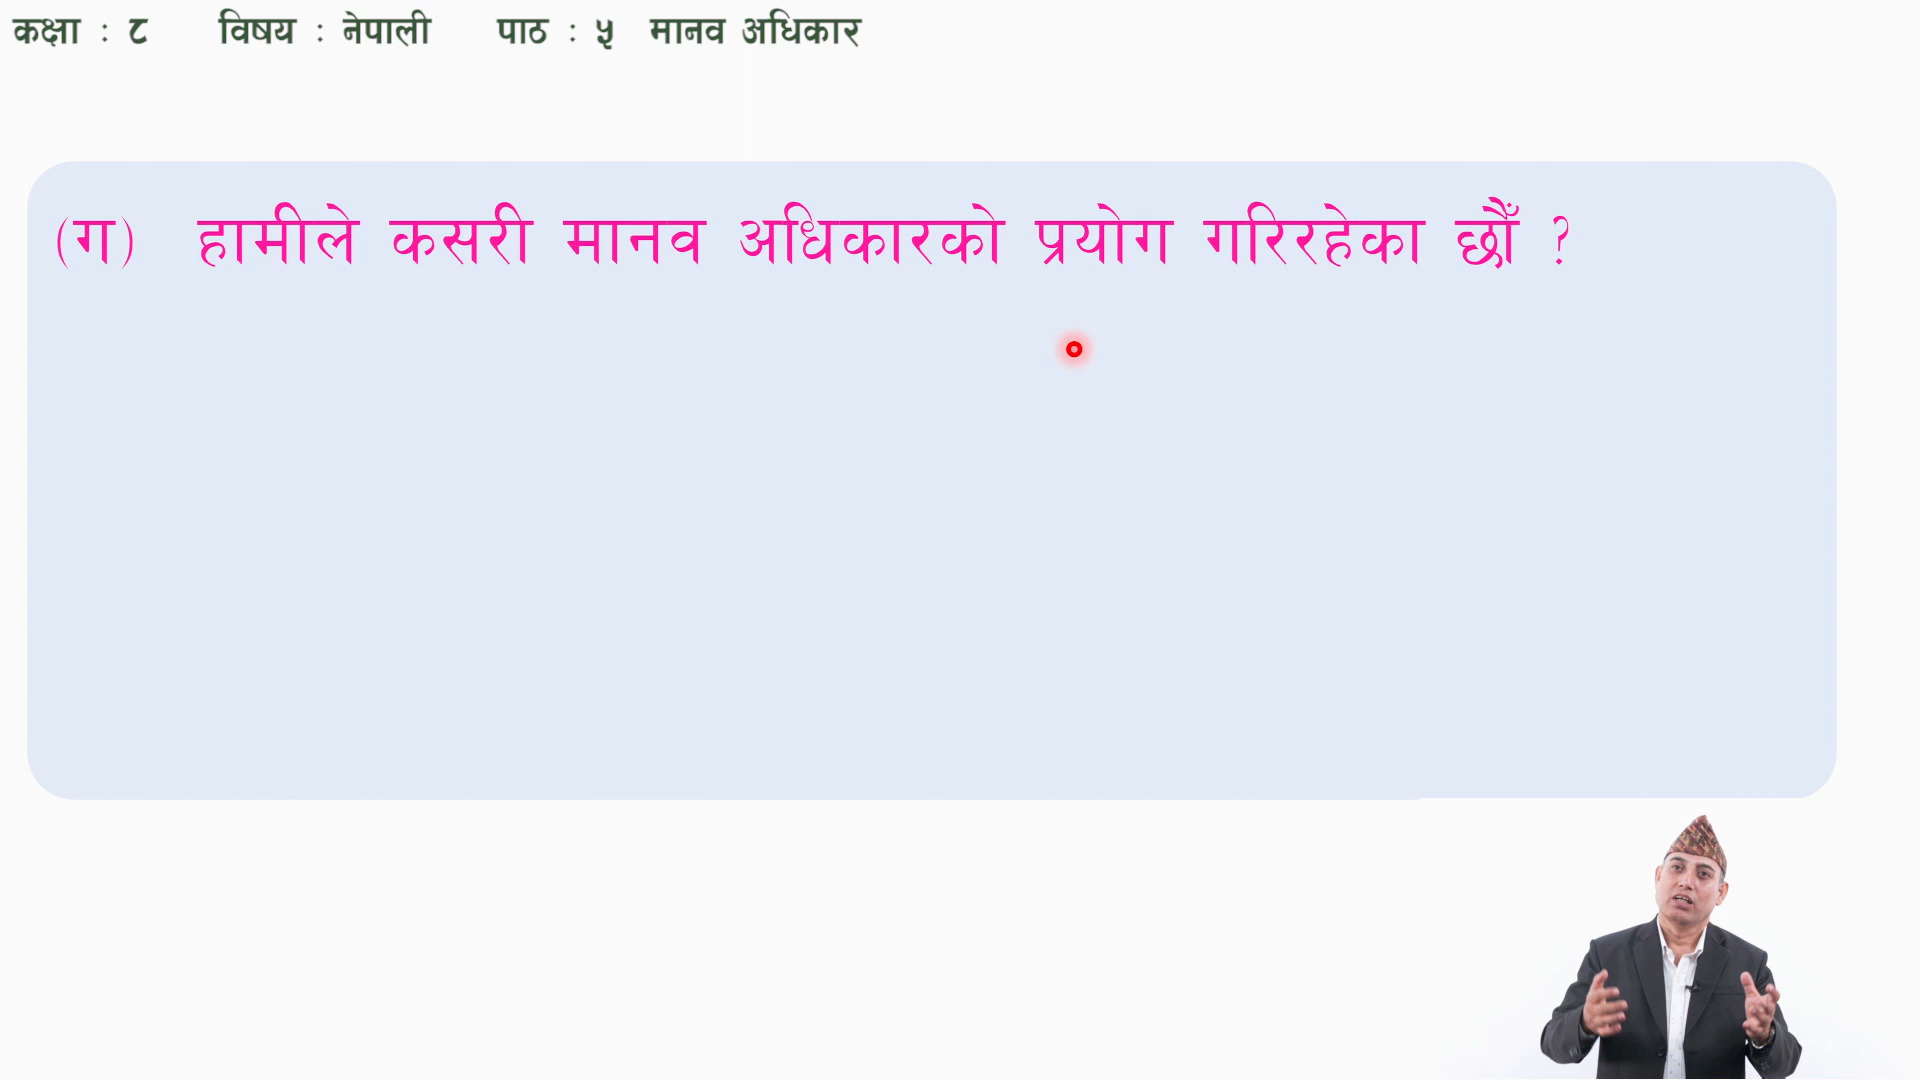 कक्षा : ८ विषय : नेपाली पाठ : ५ मानव अधिकार
(ग) हामीले कसरी मानव अधिकारको प्रयोग गरिरहेका छौँ ?